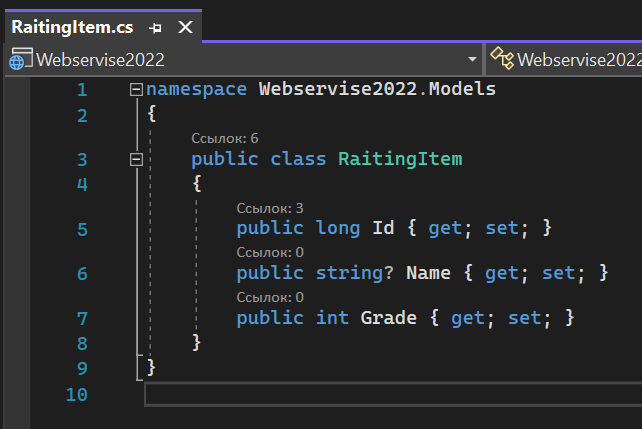 RaitingItem.cs
Webservise2022
Webservise2022
1 namespace Webservise2022.Models
2 {
Ссылок: 6
3 public class RaitingItem
4 {
Ссылок: 3
5 public long Id { get; set; }
Ссылок: 0
6 public string? Name { get; set; }
Ссылок: 0
7 public int Grade { get; set; }
8 }
9 }
10